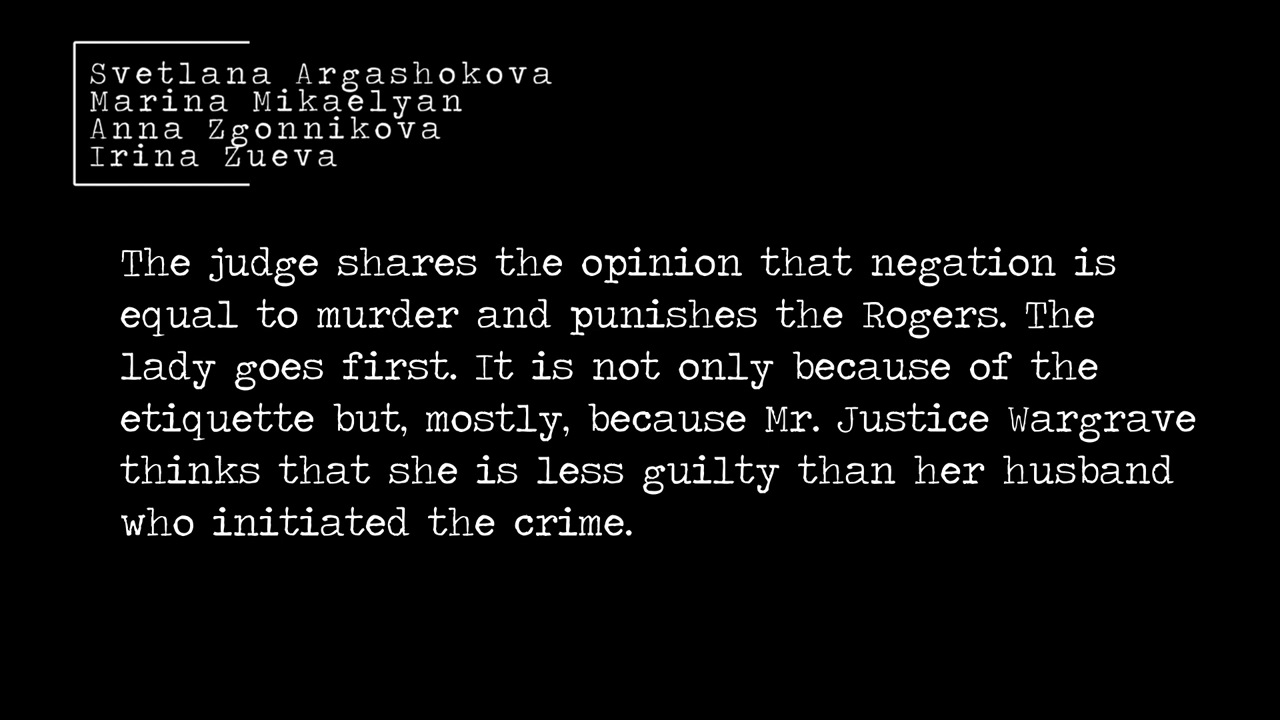 Svetlana Argashokova
Marina Mikaelyan
Anna Zgonnikova
Irina Zueva
The judge shares the opinion that negation is
equal to murder and punishes the Rogers. The
lady goes first. It is not only because of the
etiquette but, mostly, because Mr. Justice Wargrave
thinks that she is less guilty than her husband
who initiated the crime.